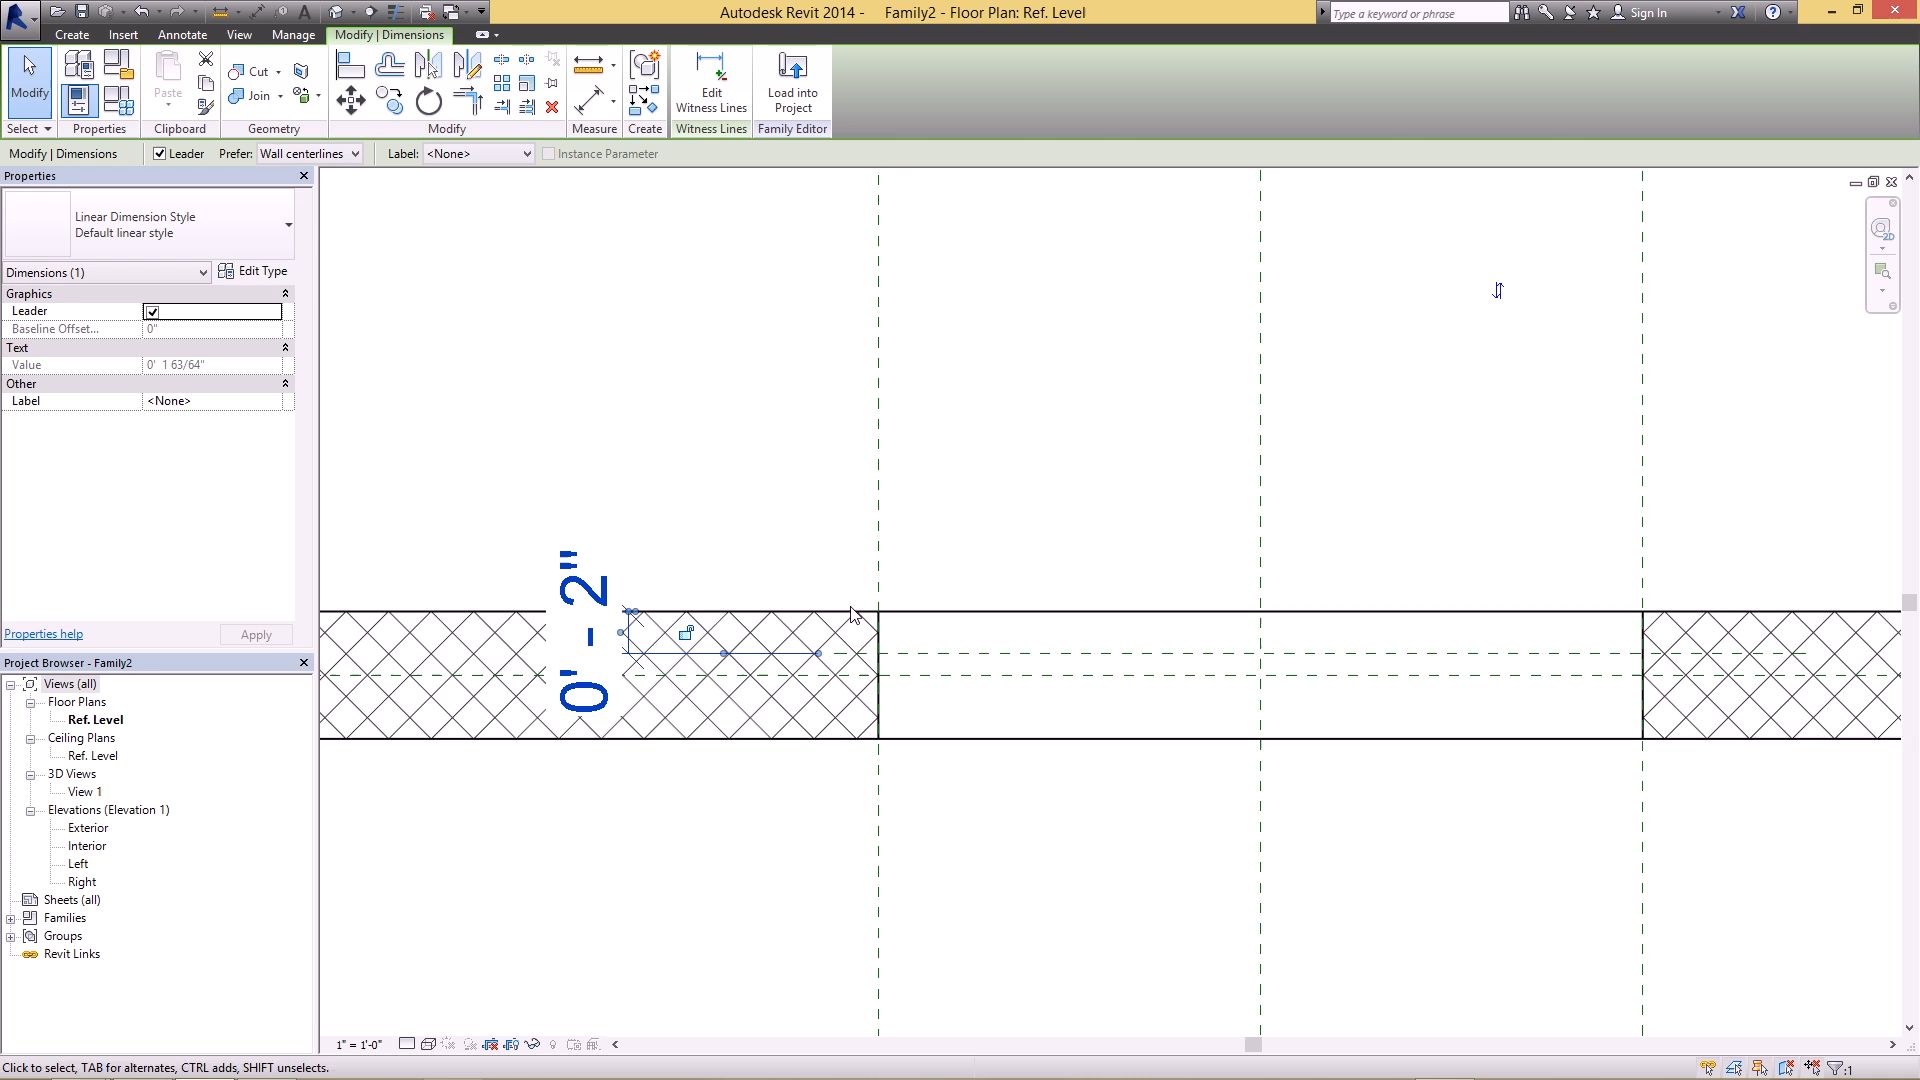 Autodesk Revit 2014 - Family2 - Floor Plan: Ref. Level
Type a keyword or phrase
Sign In
Create Insert Annotate View Manage Modify | Dimensions
Modify
Paste
Cut
Join
Edit
Witness Lines
Load into
Project
Select Properties Clipboard Geometry Modify Measure Create Witness Lines Family Editor
Modify | Dimensions Leader Prefer: Wall centerlines Label: <None> Instance Parameter
Properties
Linear Dimension Style
Default linear style
Dimensions (1) Edit Type
Graphics
Leader
Baseline Offset... 0"
Text
Value 0' 1 63/64"
Other
Label <None>
Properties help Apply
Project Browser - Family2
Views (all)
Floor Plans
Ref. Level
Ceiling Plans
Ref. Level
3D Views
View 1
Elevations (Elevation 1)
Exterior
Interior
Left
Right
Sheets (all)
Families
Groups
Revit Links
2D
0' - 2"
1" = 1'-0"
Click to select, TAB for alternates, CTRL adds, SHIFT unselects.
:1